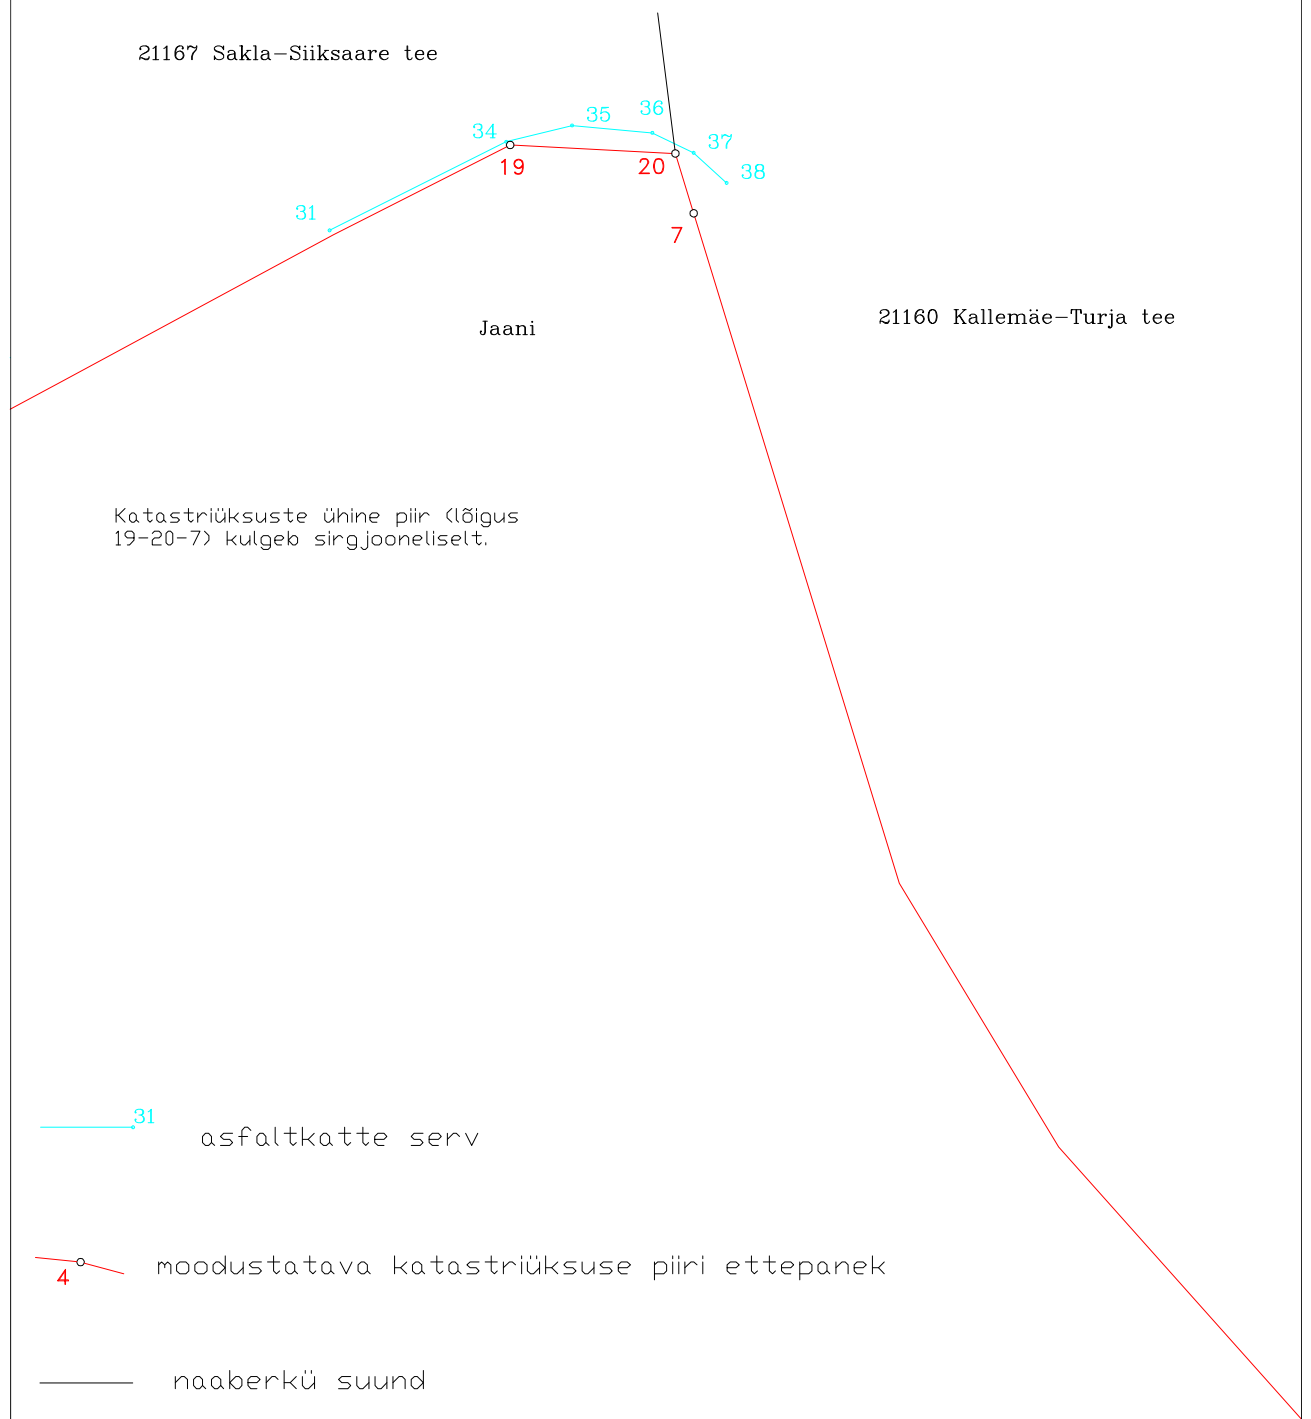 21167 Sakla-Siiksaare tee
36
35
34
37
19
20
38
31
7
21160 Kallemäe-Turja tee
Jaani
Katastriüksuste ühine piir (lõigus
19-20-7) kulgeb sirgjooneliselt.
31
asfaltkatte serv
4
moodustatava katastriüksuse piiri ettepanek
naaberkü suund